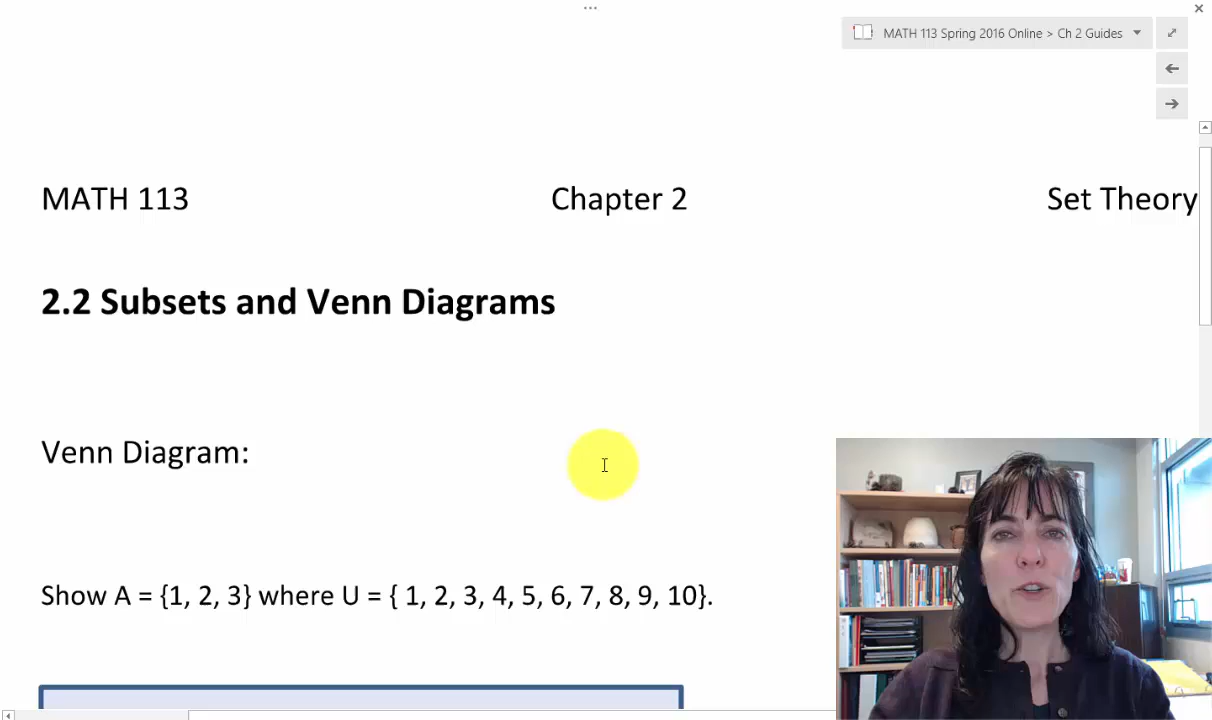 MATH 113 Spring 2016 Online > Ch 2 Guides
MATH 113 Chapter 2 Set Theory
2.2 Subsets and Venn Diagrams
Venn Diagram:
Show A = {1, 2, 3} where U = { 1, 2, 3, 4, 5, 6, 7, 8, 9, 10}.